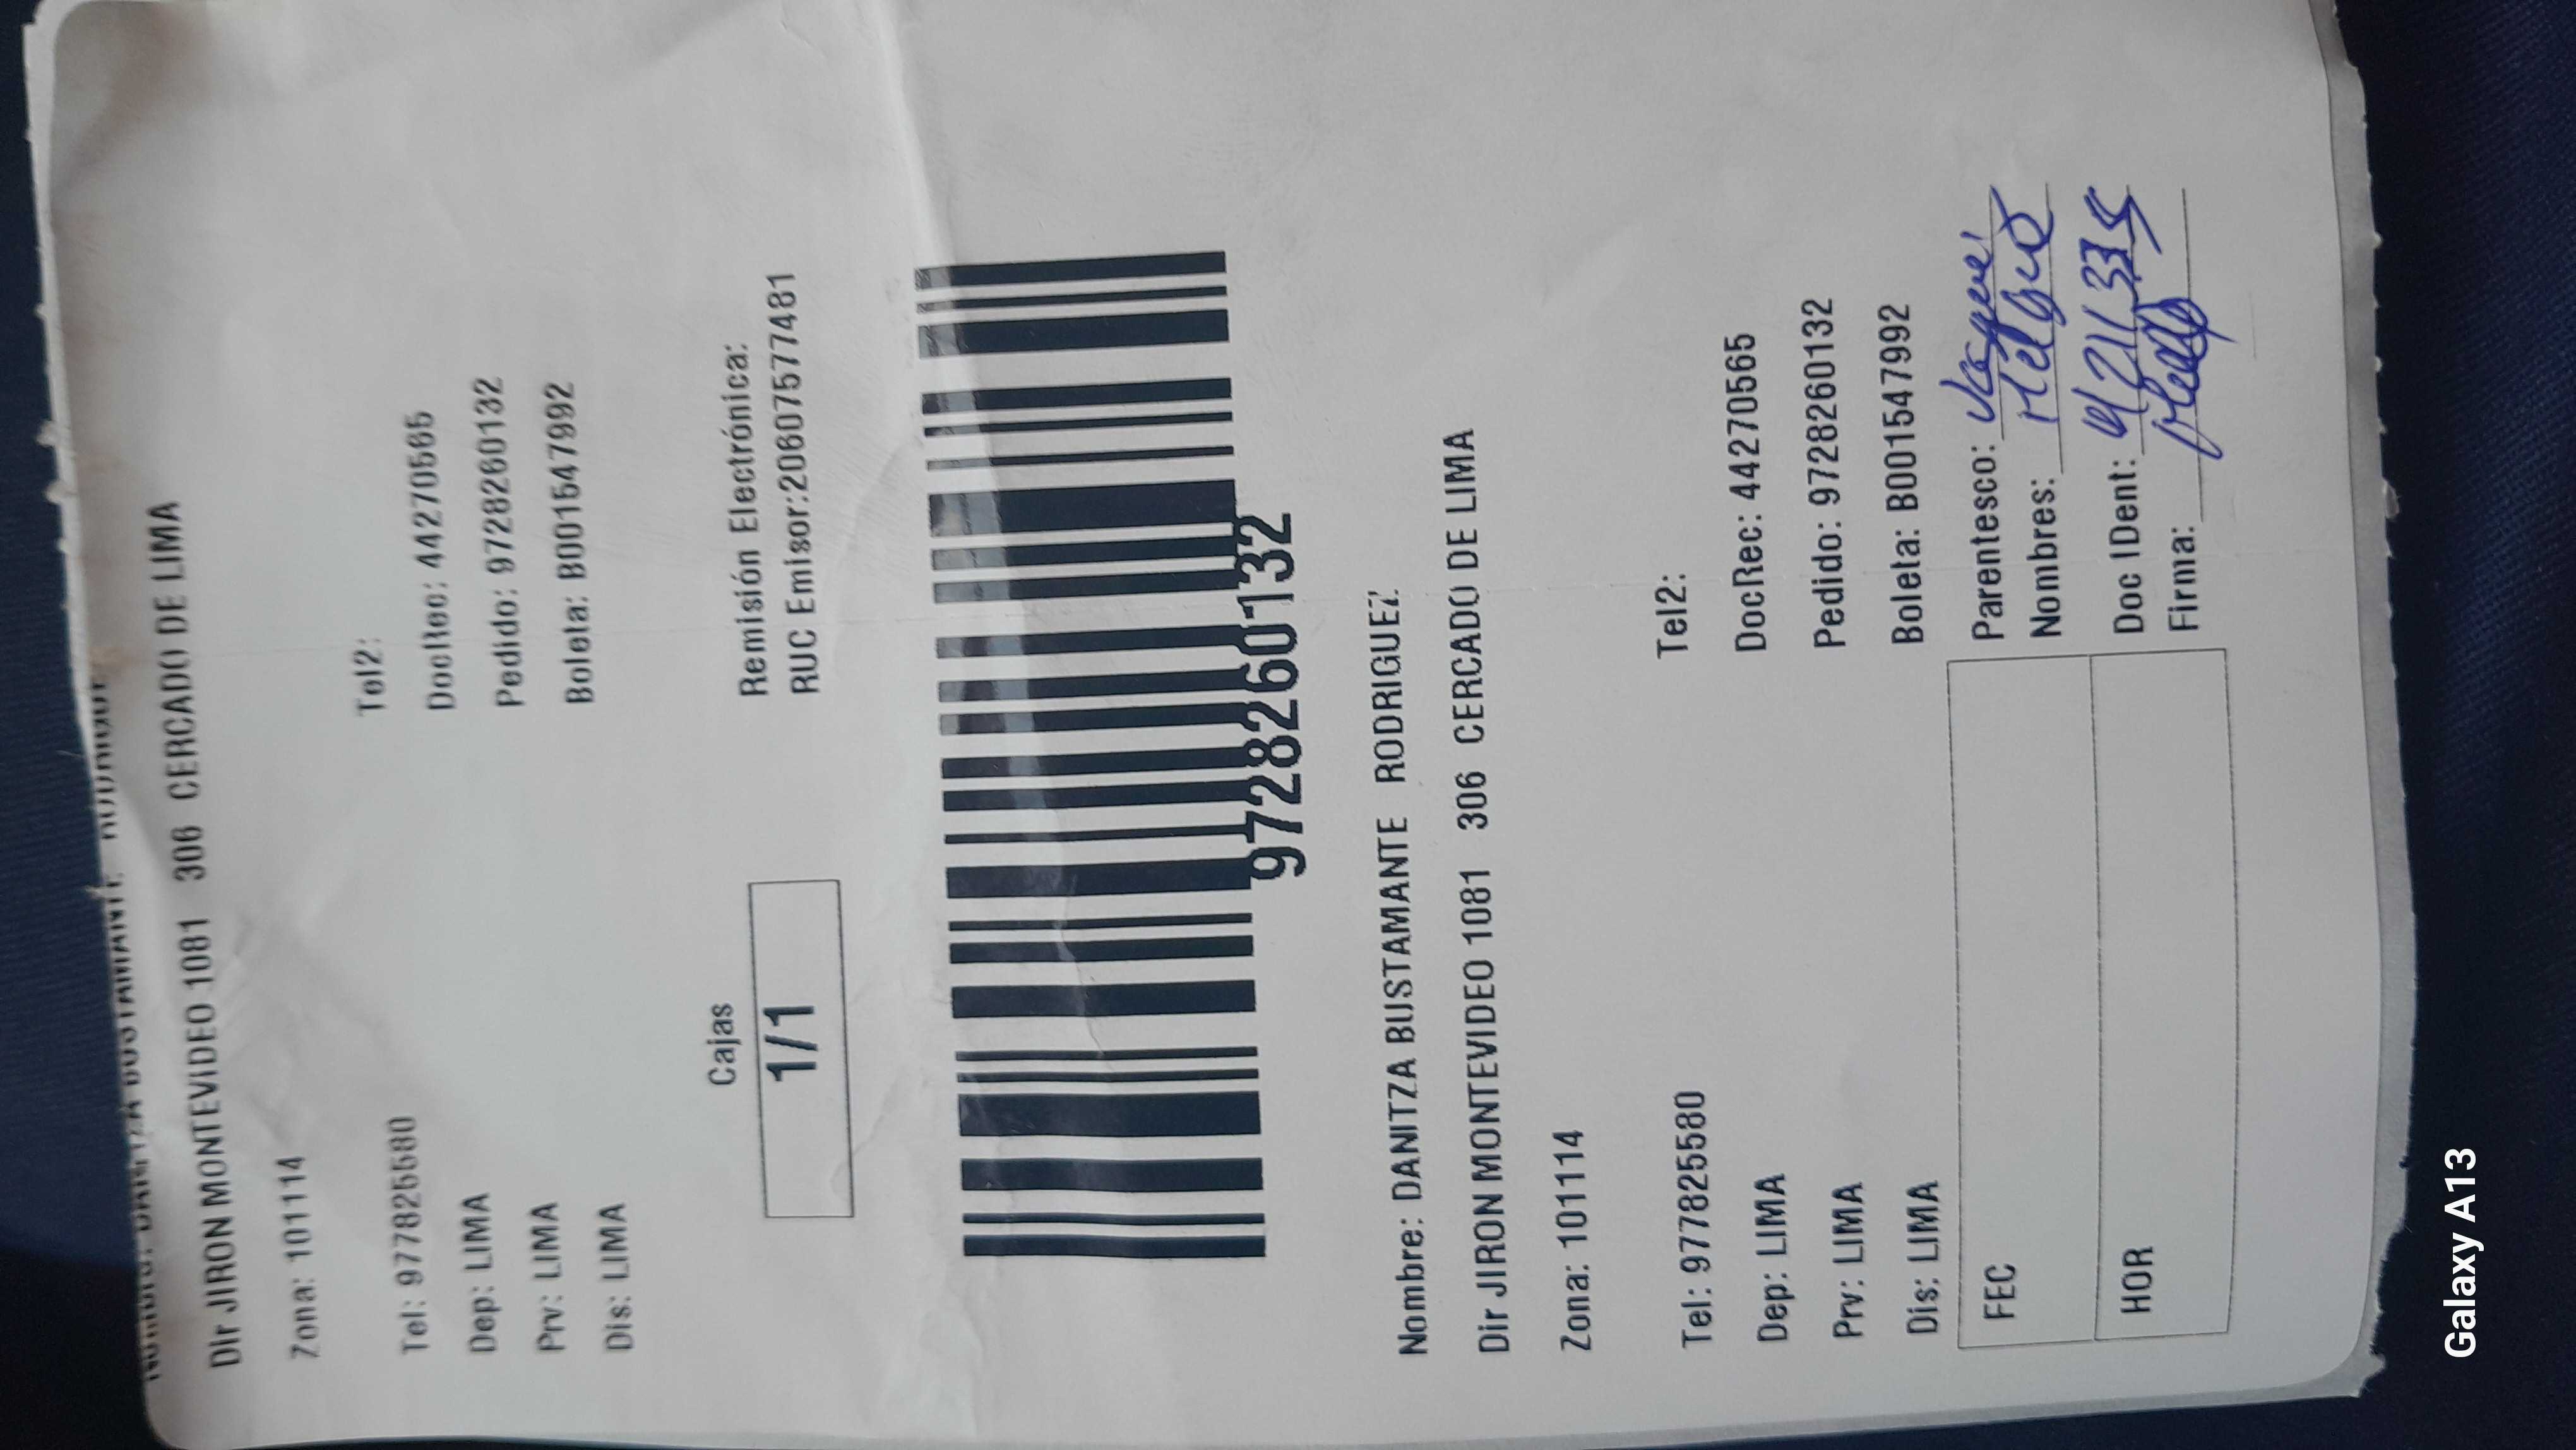 DANITZA BUSTAMANTE
Dir JIRON MONTEVIDEO 1081 306 CERCADO DE LIMA
Zona: 101114
Tel: 977825580 Tel2:
Dep: LIMA DocRec: 44270565
Prv: LIMA Pedido: 9728260132
Dis: LIMA Boleta: B001547992
Cajas Remisión Electrónica:
1/1 RUC Emisor:20607577481
9728260132
Nombre: DANITZA BUSTAMANTE RODRIGUEZ
Dir JIRON MONTEVIDEO 1081 306 CERCADO DE LIMA
Zona: 101114
Tel: 977825580 Tel2:
Dep: LIMA DocRec: 44270565
Prv: LIMA Pedido: 9728260132
Dis: LIMA Boleta: B001547992
FEC Parentesco:
Nombres:
HOR Doc IDent:
Firma:
Galaxy A13